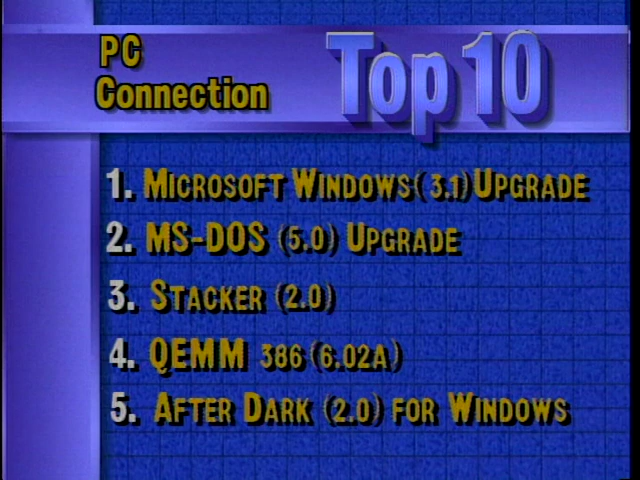 PC
Connection
Top 10
1. MICROSOFT WINDOWS (3.1) UPGRADE
2. MS-DOS (5.0) UPGRADE
3. STACKER (2.0)
4. QEMM 386 (6.02A)
5. AFTER DARK (2.0) FOR WINDOWS